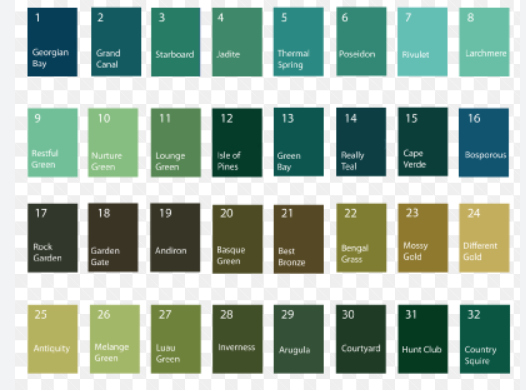 1
Georgian
Bay
2
Grand
Canal
3
Starboard
4
Jadite
5
Thermal
Spring
6
Poseidon
7
Rivulet
8
Larchmere
9
Restful
Green
10
Nurture
Green
11
Lounge
Green
12
Isle of
Pines
13
Green
Bay
14
Really
Teal
15
Cape
Verde
16
Bosporous
17
Rock
Garden
18
Garden
Gate
19
Andiron
20
Basque
Green
21
Best
Bronze
22
Bengal
Grass
23
Mossy
Gold
24
Different
Gold
25
Antiquity
26
Melange
Green
27
Luau
Green
28
Inverness
29
Arugula
30
Courtyard
31
Hunt Club
32
Country
Squire